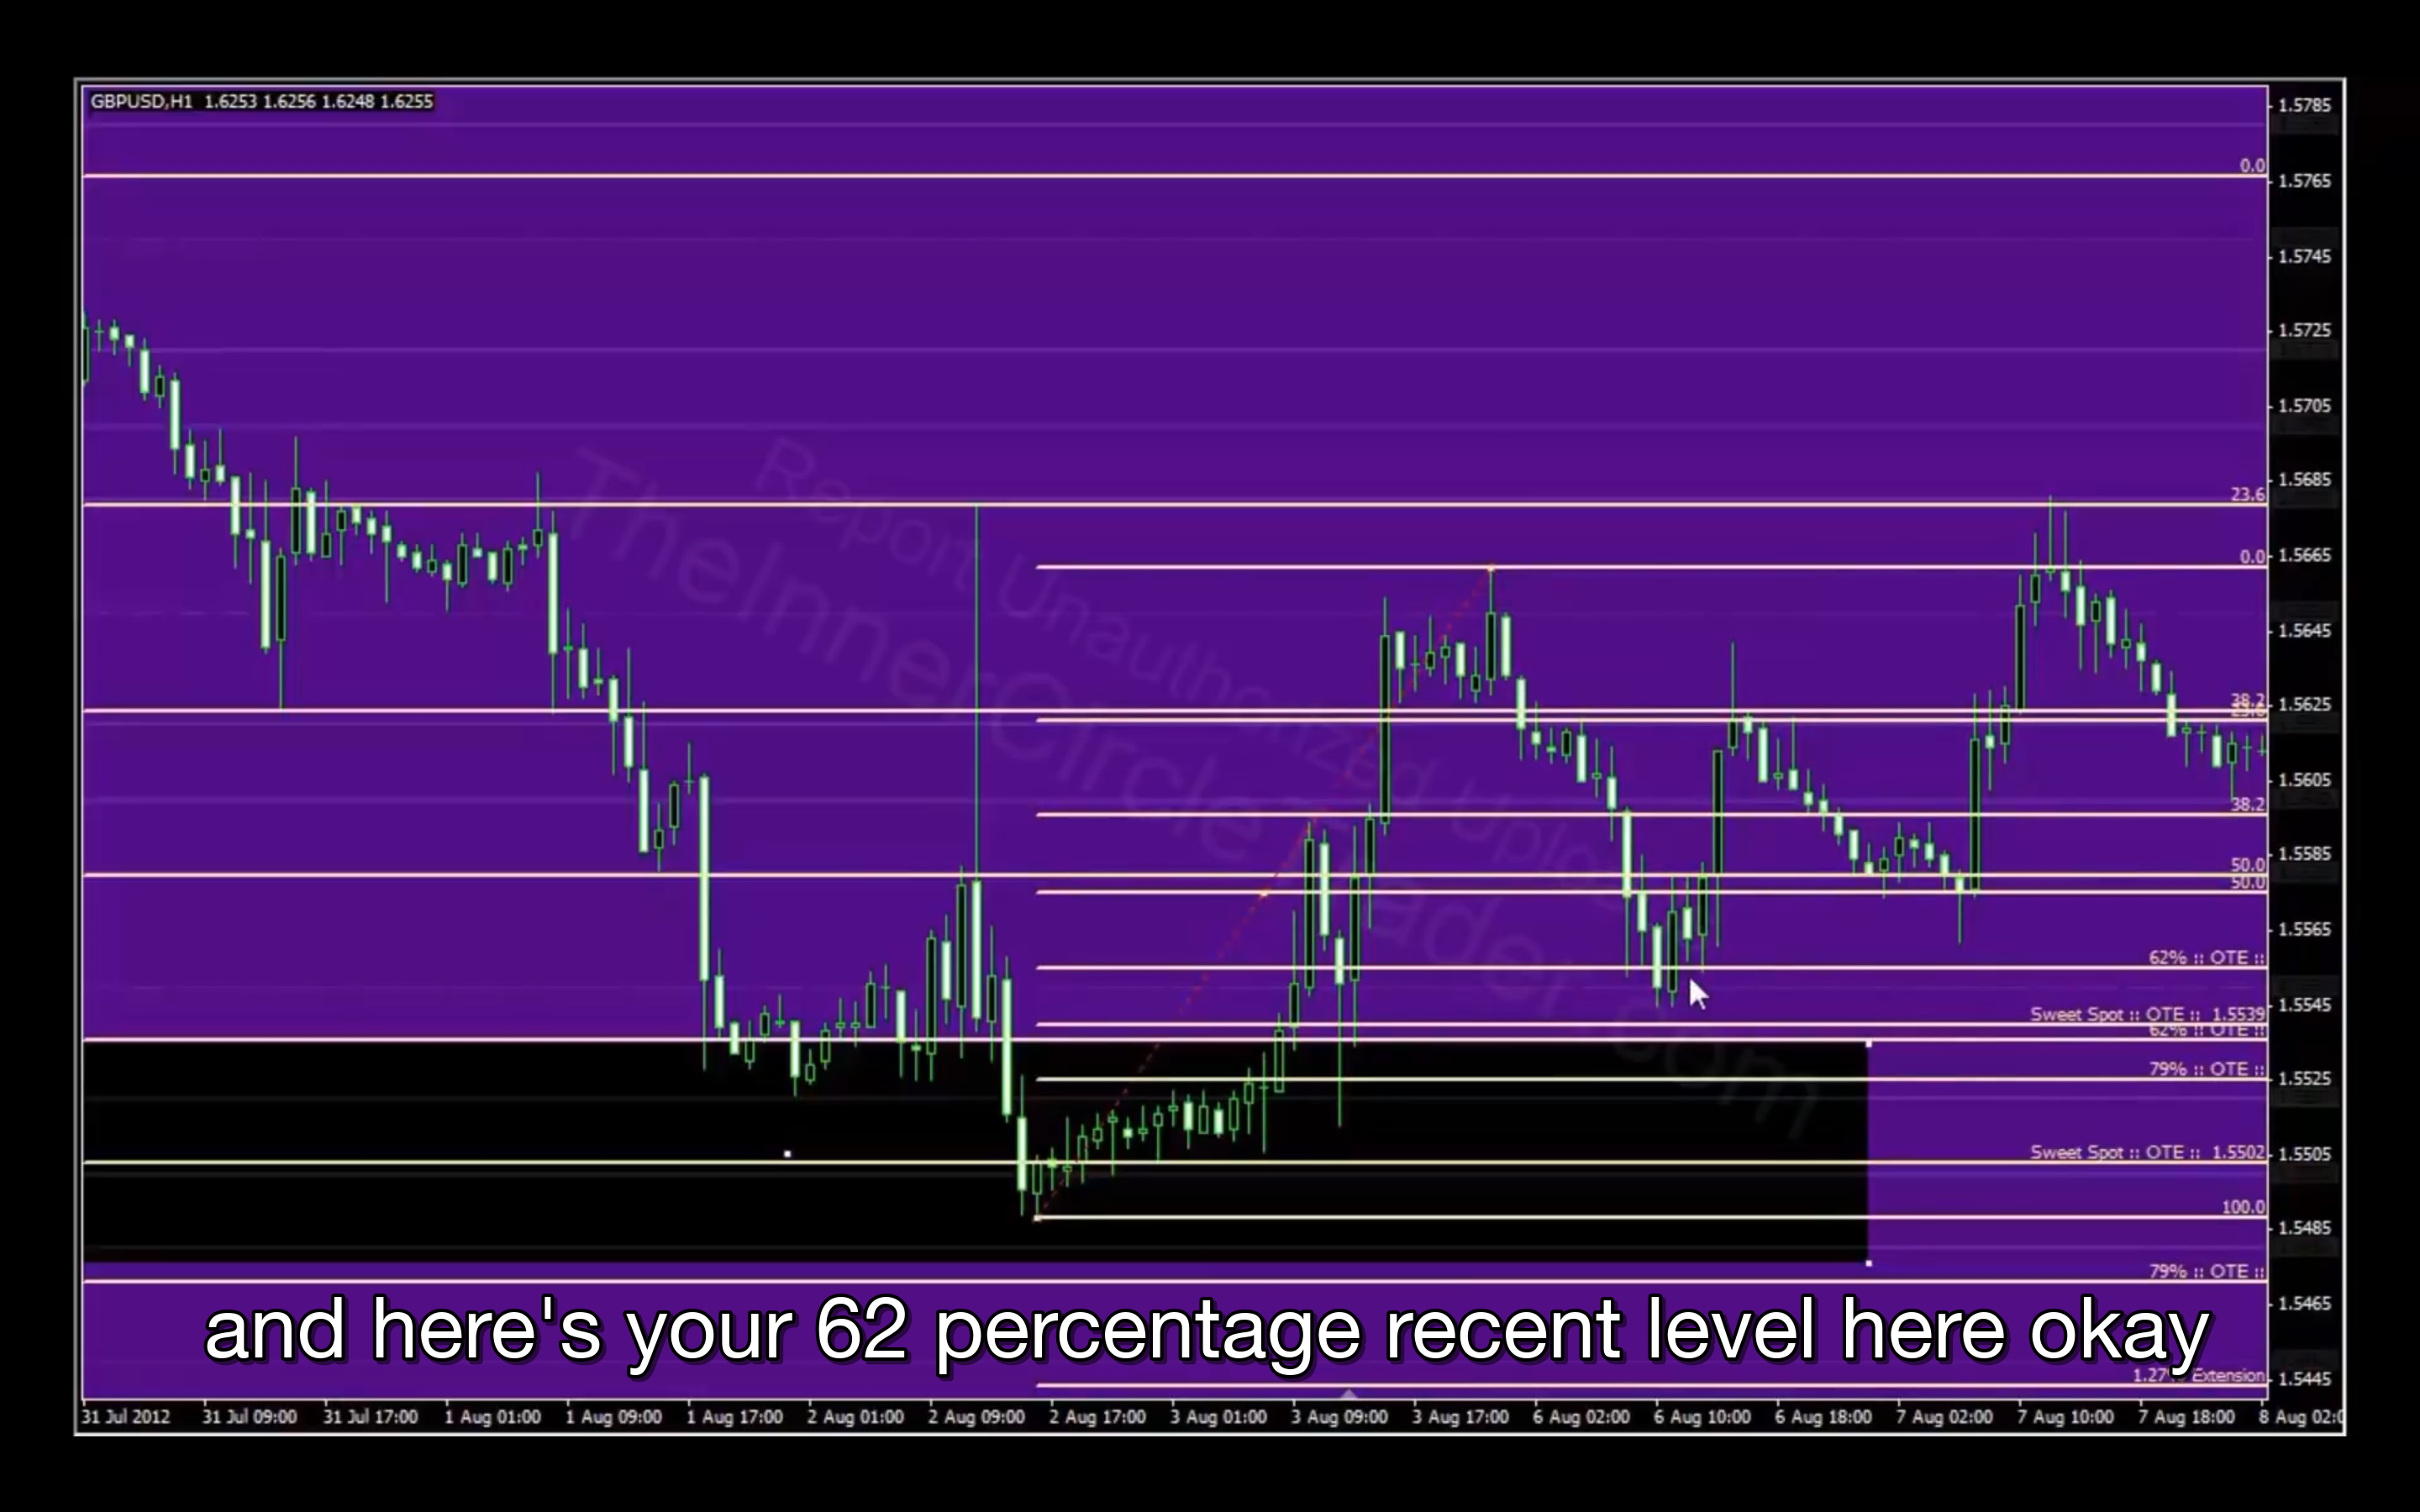 GBPUSD,H1 1.6253 1.6256 1.6248 1.6255
1.5785
0.0
1.5765
1.5745
1.5725
1.5705
1.5685
23.6
1.5665
0.0
1.5645
1.5625
38.2
1.5605
38.2
1.5585
50.0
50.0
1.5565
62% :: OTE ::
1.5545
Sweet Spot :: OTE :: 1.5539
62% :: OTE ::
79% :: OTE ::
1.5525
Sweet Spot :: OTE :: 1.5502
1.5505
100.0
1.5485
79% :: OTE ::
1.5465
Extension
1.5445
Report Unauthorized Upload
TheInnerCircleTrader.com
and here's your 62 percentage recent level here okay
31 Jul 2012 31 Jul 09:00 31 Jul 17:00 1 Aug 01:00 1 Aug 09:00 1 Aug 17:00 2 Aug 01:00 2 Aug 09:00 2 Aug 17:00 3 Aug 01:00 3 Aug 09:00 3 Aug 17:00 6 Aug 02:00 6 Aug 10:00 6 Aug 18:00 7 Aug 02:00 7 Aug 10:00 7 Aug 18:00 8 Aug 02:0